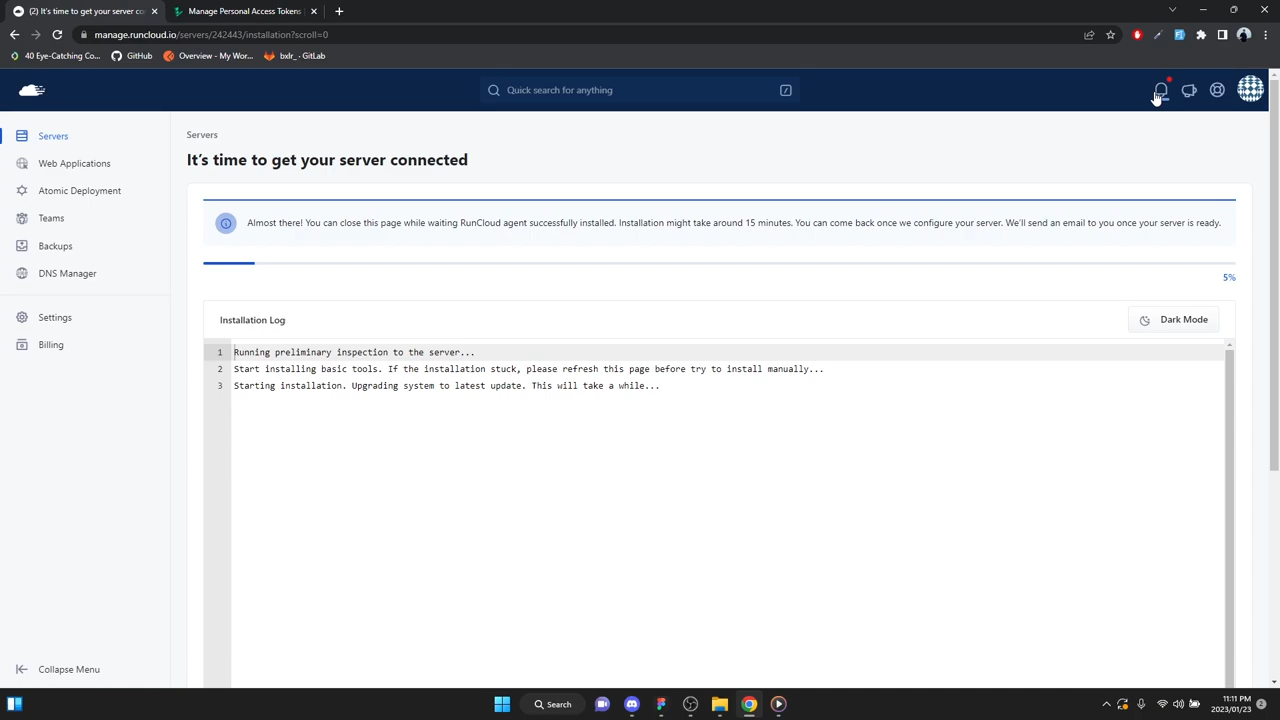 (2) It's time to get your server con
Manage Personal Access Tokens
manage.runcloud.io/servers/242443/installation?scroll=0
40 Eye-Catching Co...
GitHub
Overview - My Wor...
bxlr_ · GitLab
Quick search for anything
/
Servers
Web Applications
Atomic Deployment
Teams
Backups
DNS Manager
Settings
Billing
Collapse Menu
Servers
It's time to get your server connected
Almost there! You can close this page while waiting RunCloud agent successfully installed. Installation might take around 15 minutes. You can come back once we configure your server. We'll send an email to you once your server is ready.
5%
Installation Log
Dark Mode
1 Running preliminary inspection to the server...
2 Start installing basic tools. If the installation stuck, please refresh this page before try to install manually...
3 Starting installation. Upgrading system to latest update. This will take a while...
Search
11:11 PM
2023/01/23
2